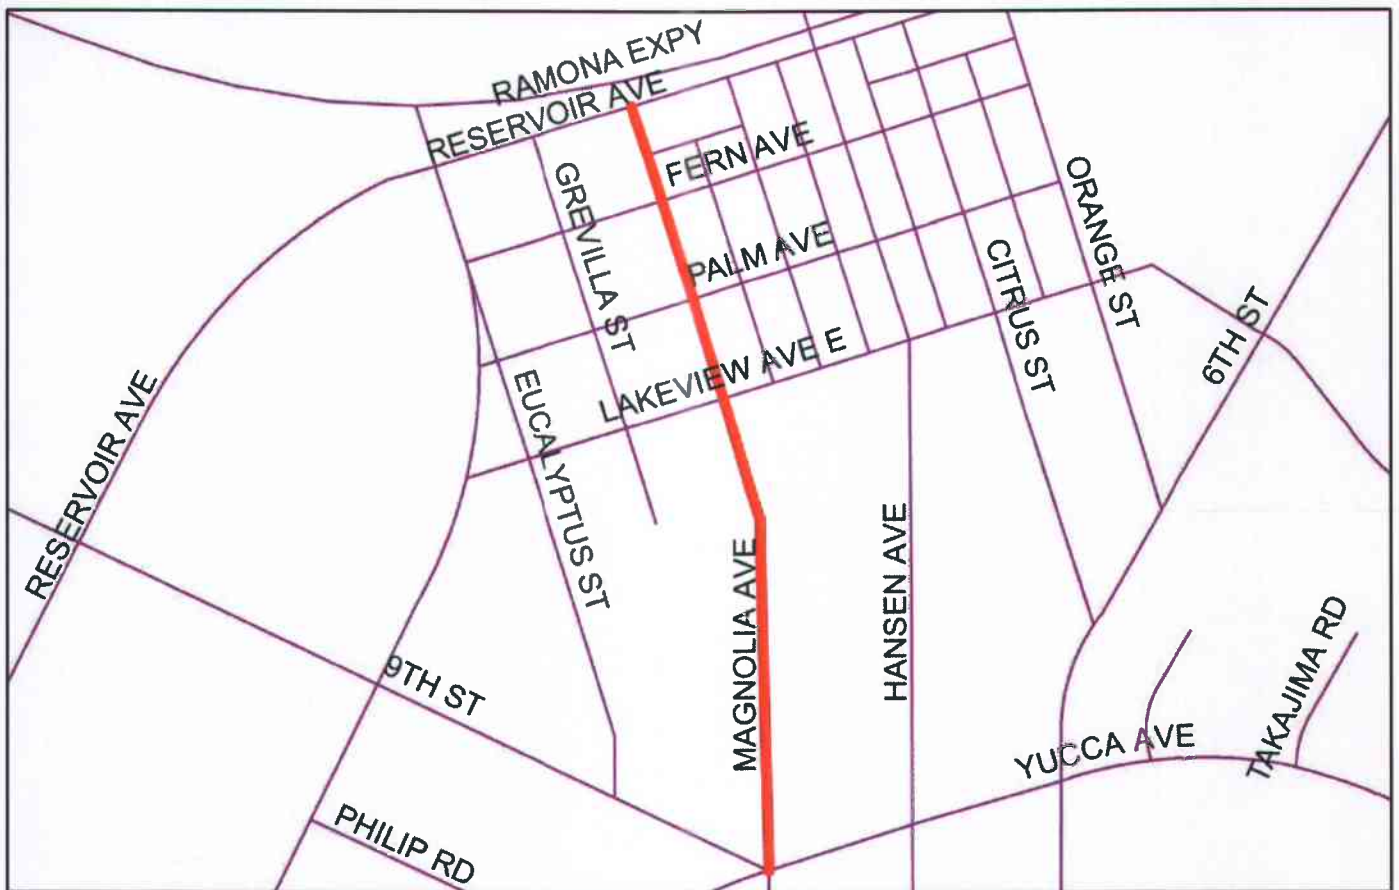 RAMONA EXPY
RESERVOIR AVE
FERN AVE
GREVILLA ST
ORANGE ST
PALM AVE
CITRUS ST
6TH ST
LAKEVIEW AVE E
EUCALYPTUS ST
RESERVOIR AVE
HANSEN AVE
MAGNOLIA AVE
TAKAJIMA RD
9TH ST
YUCCA AVE
PHILIP RD